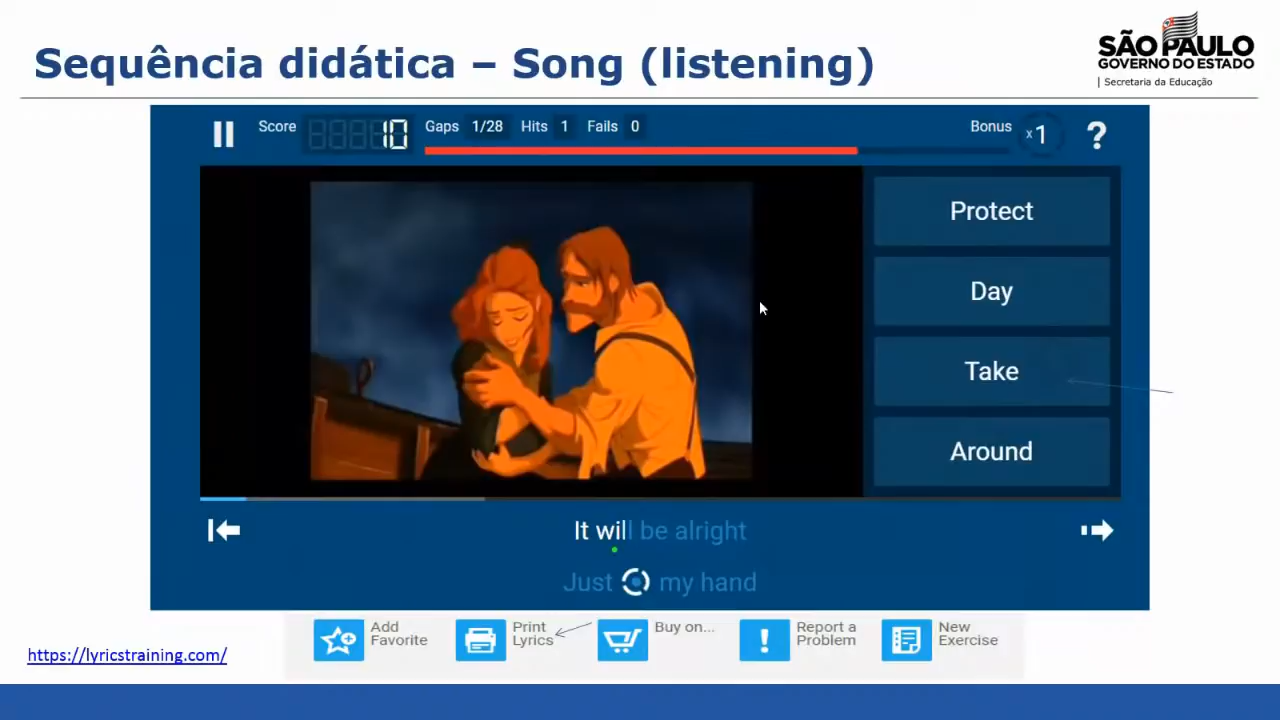 Sequência didática – Song (listening)
SÃO PAULO
GOVERNO DO ESTADO
| Secretaria da Educação
Score 10 Gaps 1/28 Hits 1 Fails 0 Bonus x1 ?
Protect
Day
Take
Around
It will be alright
Just my hand
Add Favorite
Print Lyrics
Buy on...
Report a Problem
New Exercise
https://lyricstraining.com/